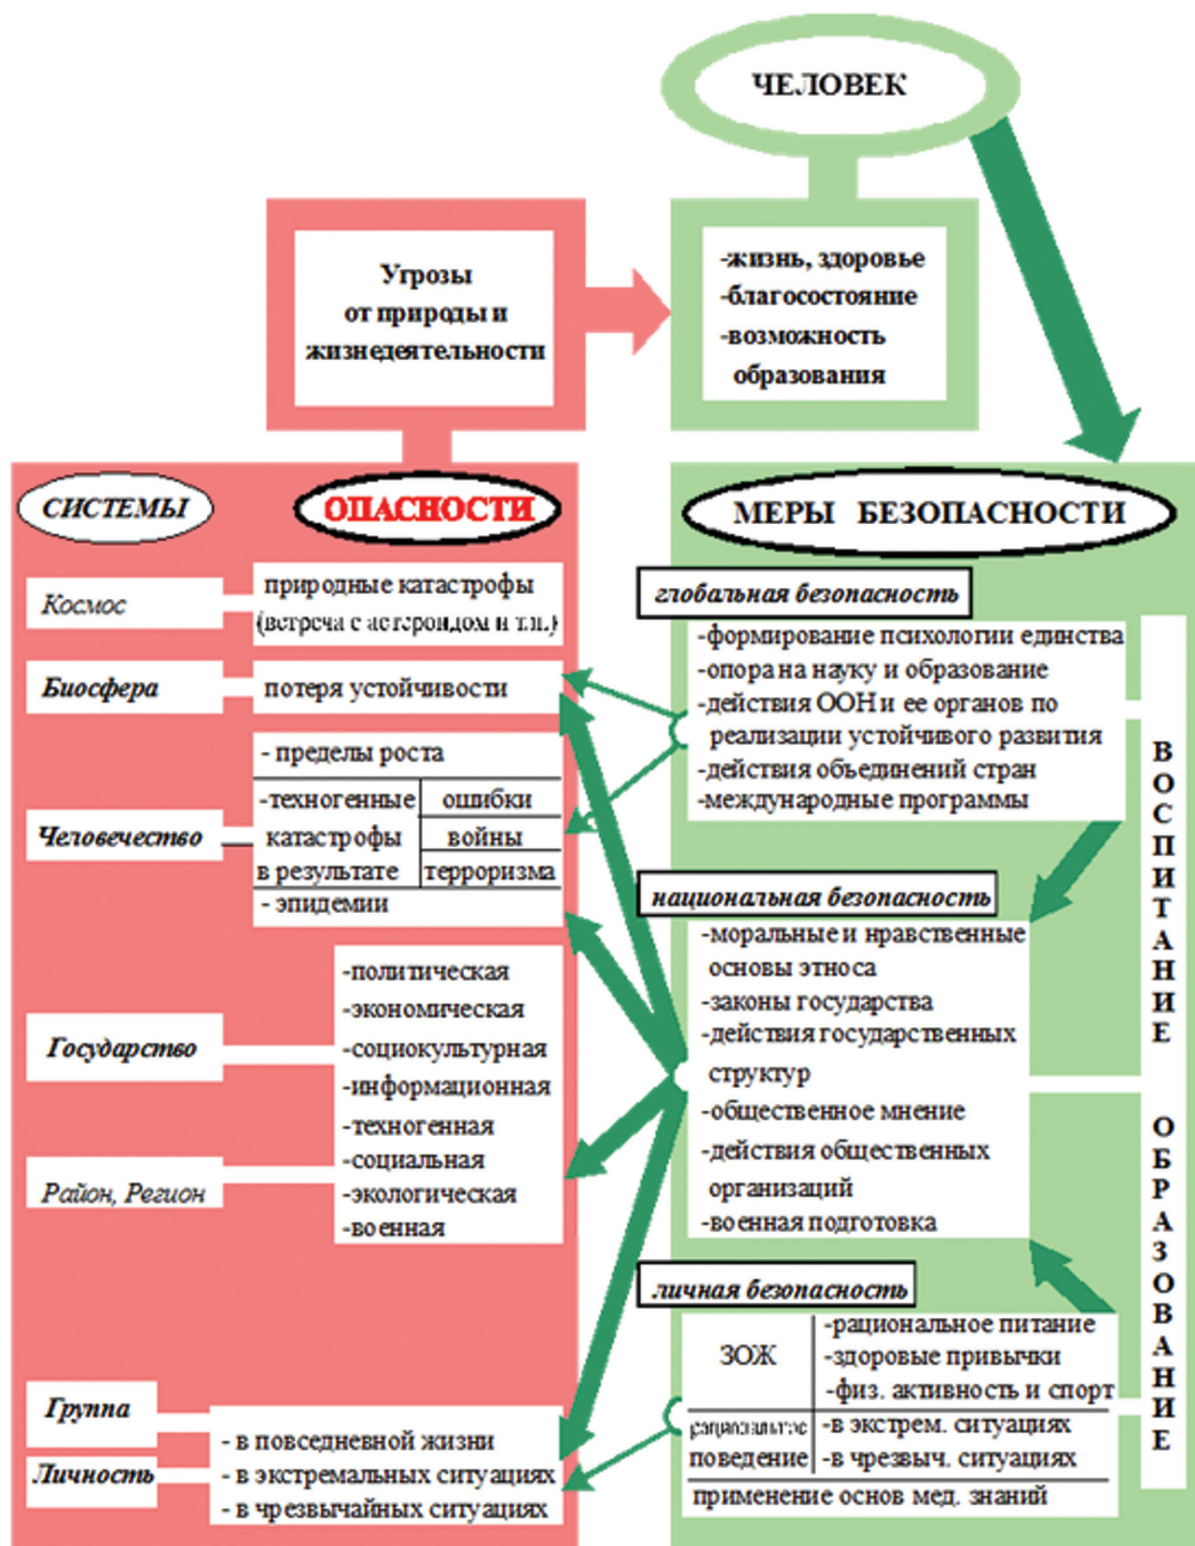 ЧЕЛОВЕК
Угрозы
от природы и
жизнедеятельности
-жизнь, здоровье
-благосостояние
-возможность
образования
СИСТЕМЫ
ОПАСНОСТИ
Космос
природные катастрофы
(встреча с астероидом и т.п.)
Биосфера
потеря устойчивости
- пределы роста
Человечество
-техногенные
катастрофы
в результате
ошибки
войны
терроризма
- эпидемии
Государство
Район, Регион
-политическая
-экономическая
-социокультурная
-информационная
-техногенная
-социальная
-экологическая
-военная
Группа
Личность
- в повседневной жизни
- в экстремальных ситуациях
- в чрезвычайных ситуациях
МЕРЫ БЕЗОПАСНОСТИ
глобальная безопасность
-формирование психологии единства
-опора на науку и образование
-действия ООН и ее органов по
реализации устойчивого развития
-действия объединений стран
-международные программы
национальная безопасность
-моральные и нравственные
основы этноса
-законы государства
-действия государственных
структур
-общественное мнение
-действия общественных
организаций
-военная подготовка
личная безопасность
ЗОЖ
-рациональное питание
-здоровые привычки
-физ. активность и спорт
рациональное
поведение
-в экстрем. ситуациях
-в чрезвыч. ситуациях
применение основ мед. знаний
ВОСПИТАНИЕ
ОБРАЗОВАНИЕ